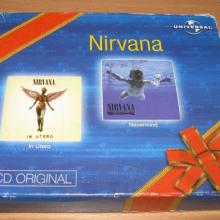 UNIVERSAL
Nirvana
NIRVANA
IN UTERO
In Utero
NIRVANA
Nevermind
CD ORIGINAL